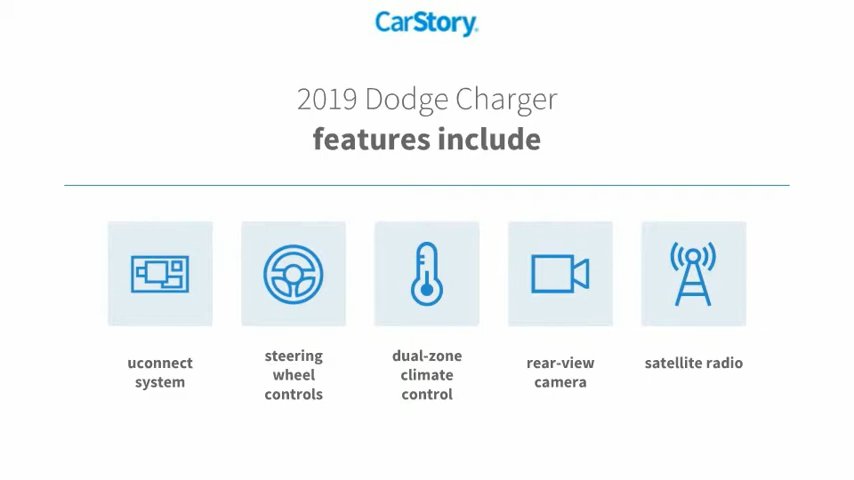 CarStory
2019 Dodge Charger
features include
uconnect
system
steering
wheel
controls
dual-zone
climate
control
rear-view
camera
satellite radio